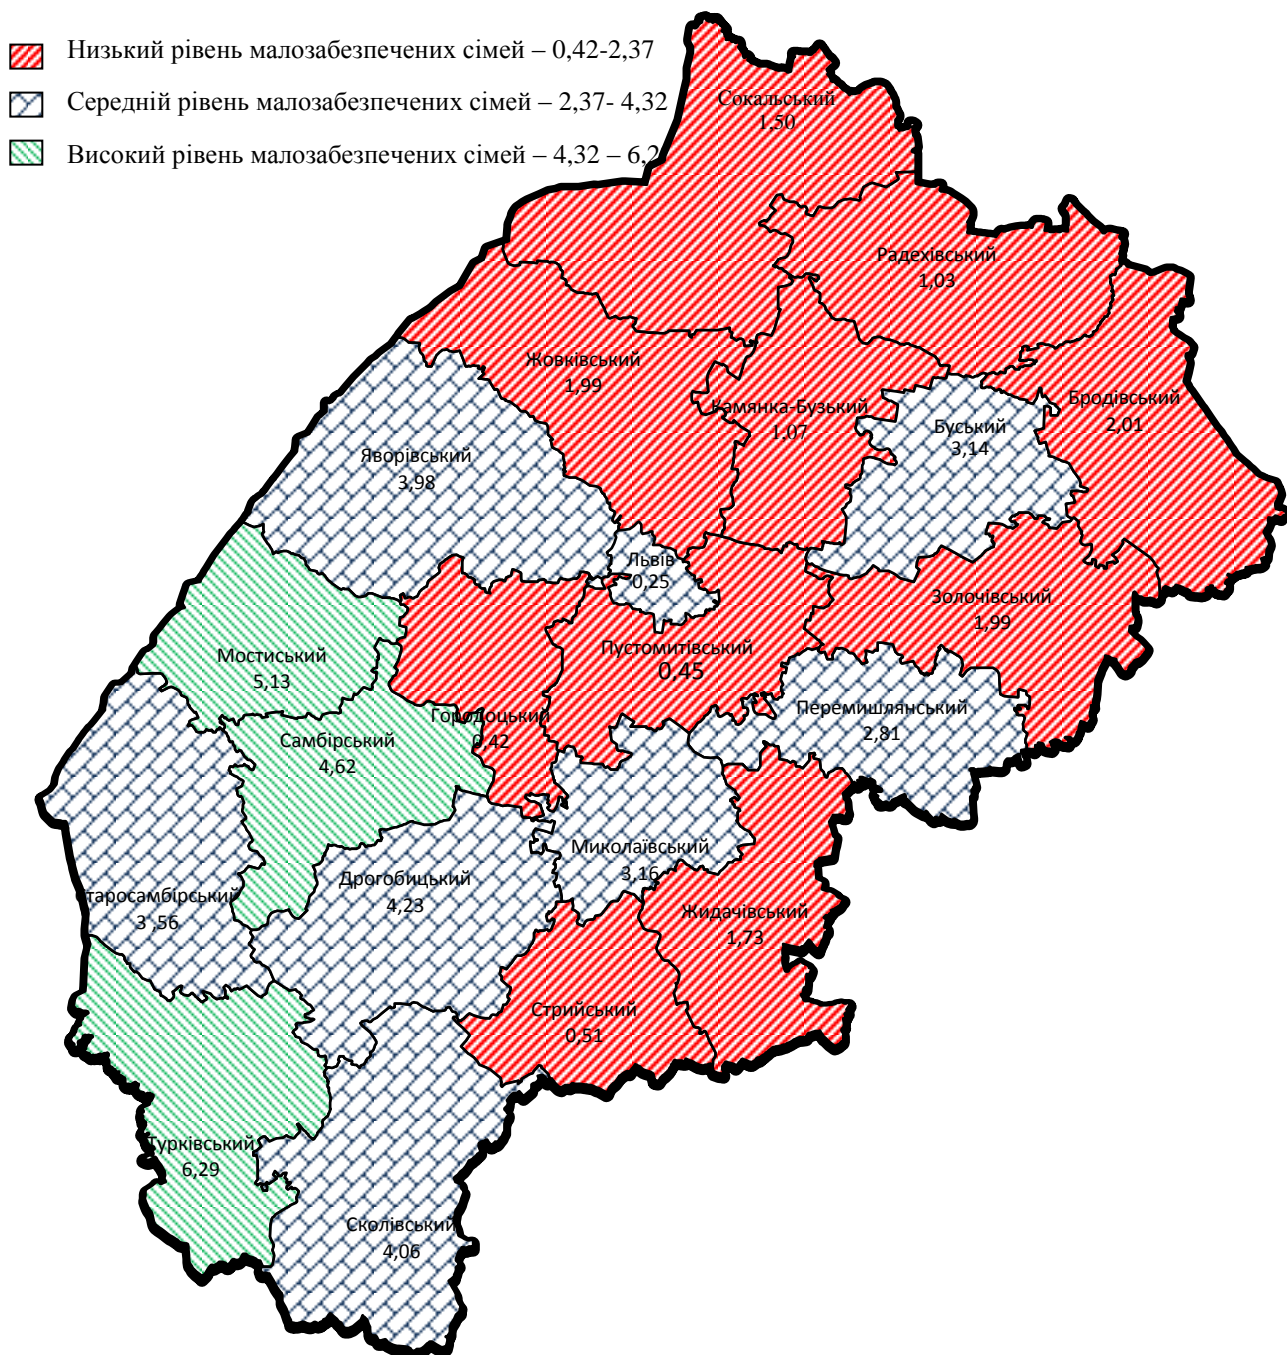 Низький рівень малозабезпечених сімей – 0,42-2,37
Середній рівень малозабезпечених сімей – 2,37- 4,32
Високий рівень малозабезпечених сімей – 4,32 – 6,2
Сокальський
1,50
Радехівський
1,03
Жовківський
1,99
Камянка-Бузький
1,07
Бродівський
2,01
Буський
3,14
Яворівський
3,98
Львів
0,25
Золочівський
1,99
Пустомитівський
0,45
Мостиський
5,13
Городоцький
0,42
Перемишлянський
2,81
Самбірський
4,62
Миколаївський
3,16
Дрогобицький
4,23
таросамбірський
3 ,56
Жидачівський
1,73
Стрийський
0,51
Турківський
6,29
Сколівський
4,06